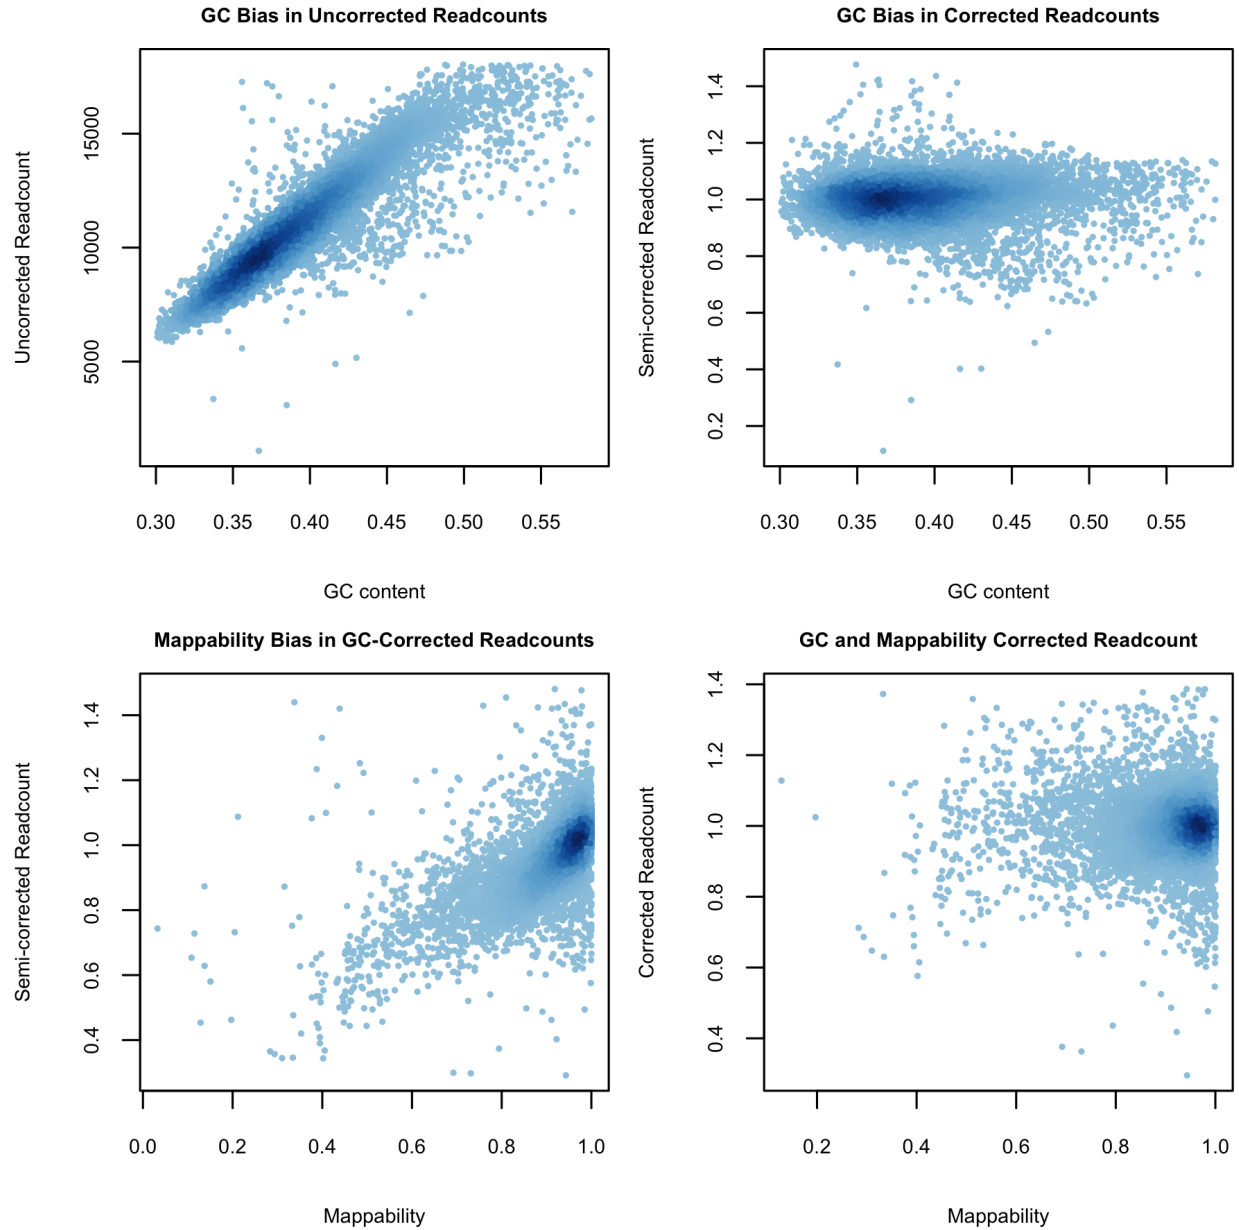 GC Bias in Uncorrected Readcounts
Uncorrected Readcount
15000
10000
5000
0.30 0.35 0.40 0.45 0.50 0.55
GC content
GC Bias in Corrected Readcounts
Semi-corrected Readcount
1.4
1.2
1.0
0.8
0.6
0.4
0.2
0.30 0.35 0.40 0.45 0.50 0.55
GC content
Mappability Bias in GC-Corrected Readcounts
Semi-corrected Readcount
1.4
1.2
1.0
0.8
0.6
0.4
0.0 0.2 0.4 0.6 0.8 1.0
Mappability
GC and Mappability Corrected Readcount
Corrected Readcount
1.4
1.2
1.0
0.8
0.6
0.4
0.2 0.4 0.6 0.8 1.0
Mappability